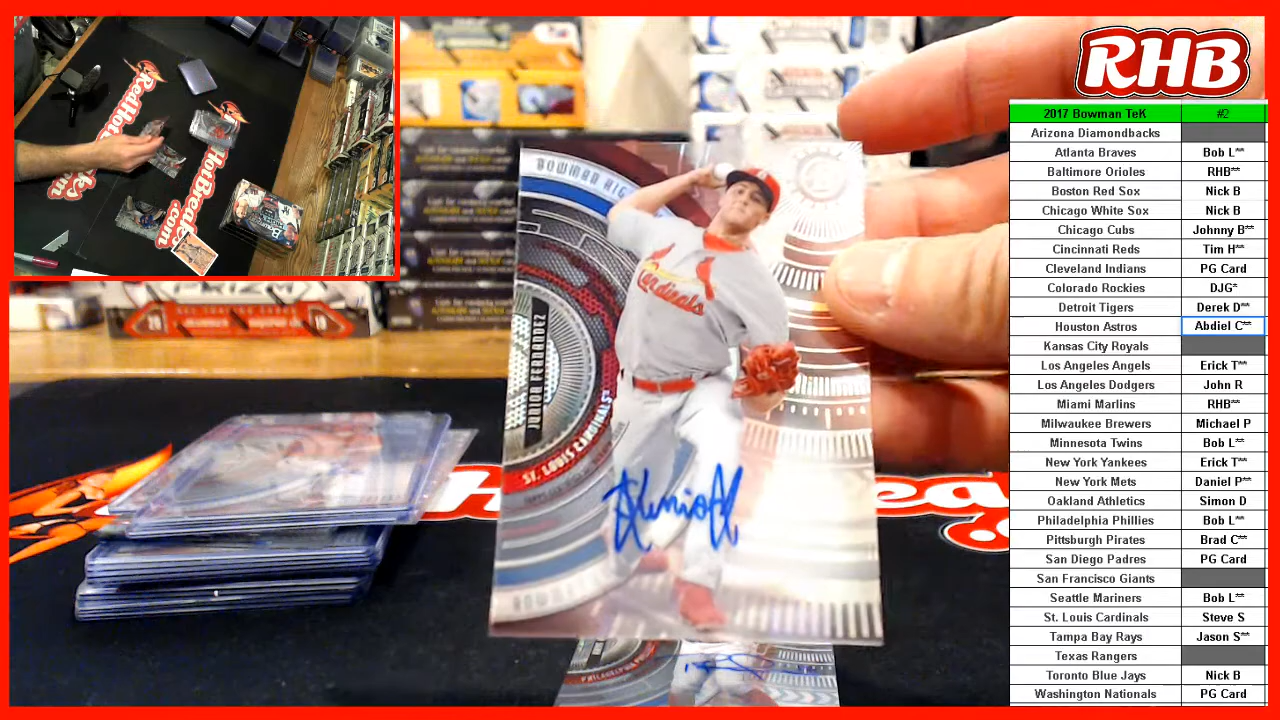 RHB
2017 Bowman TeK #2
Arizona Diamondbacks
Atlanta Braves Bob L**
Baltimore Orioles RHB**
Boston Red Sox Nick B
Chicago White Sox Nick B
Chicago Cubs Johnny B**
Cincinnati Reds Tim H**
Cleveland Indians PG Card
Colorado Rockies DJG*
Detroit Tigers Derek D**
Houston Astros Abdiel C**
Kansas City Royals
Los Angeles Angels Erick T**
Los Angeles Dodgers John R
Miami Marlins RHB**
Milwaukee Brewers Michael P
Minnesota Twins Bob L**
New York Yankees Erick T**
New York Mets Daniel P**
Oakland Athletics Simon D
Philadelphia Phillies Bob L**
Pittsburgh Pirates Brad C**
San Diego Padres PG Card
San Francisco Giants
Seattle Mariners Bob L**
St. Louis Cardinals Steve S
Tampa Bay Rays Jason S**
Texas Rangers
Toronto Blue Jays Nick B
Washington Nationals PG Card
BOWMAN HIG
Cardinals
JUNIOR FERNANDEZ
ST. LOUIS CARDINALS
PRIZM